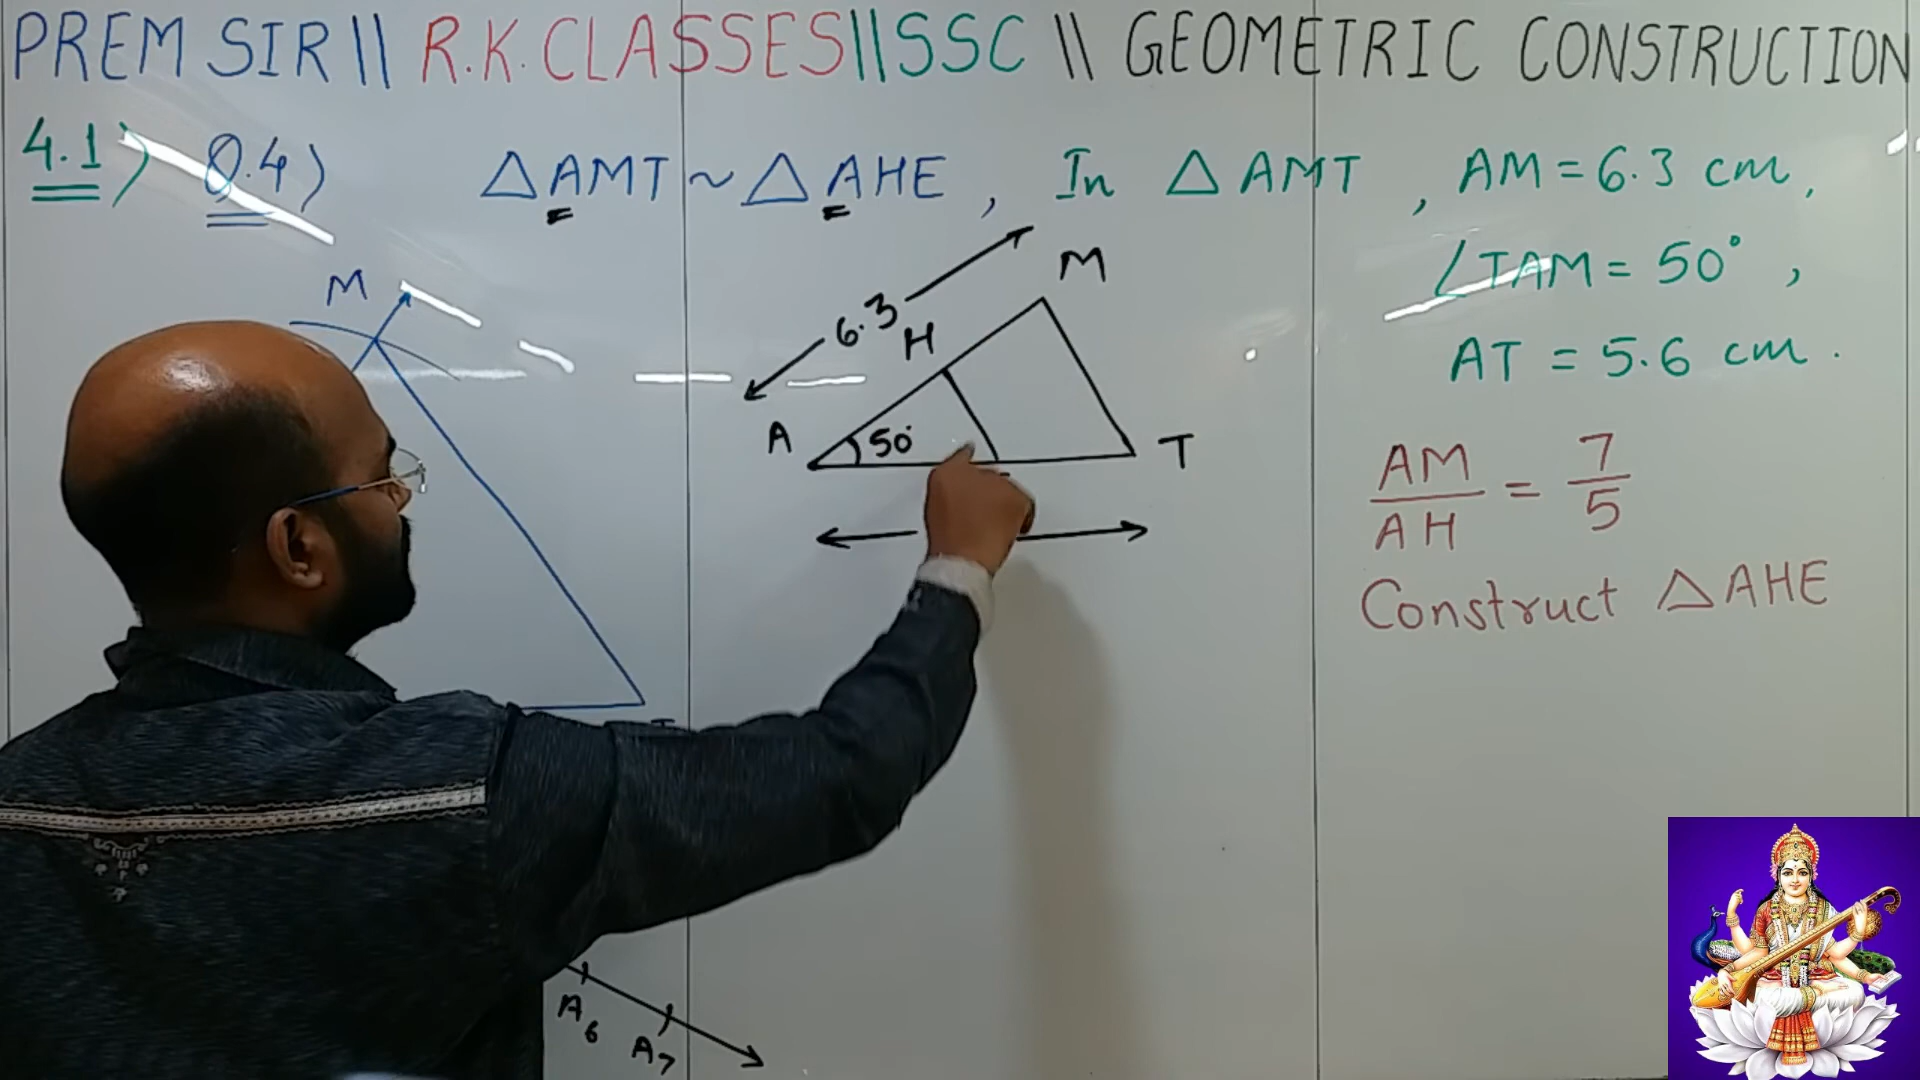 PREM SIR || R.K. CLASSES || SSC || GEOMETRIC CONSTRUCTION
4.1) Q.4) △AMT ~ △AHE, In △AMT, AM = 6.3 cm,
∠TAM = 50°,
AT = 5.6 cm.
AM/AH = 7/5
Construct △AHE
M
6.3
H
M
A
50°
T
A6
A7